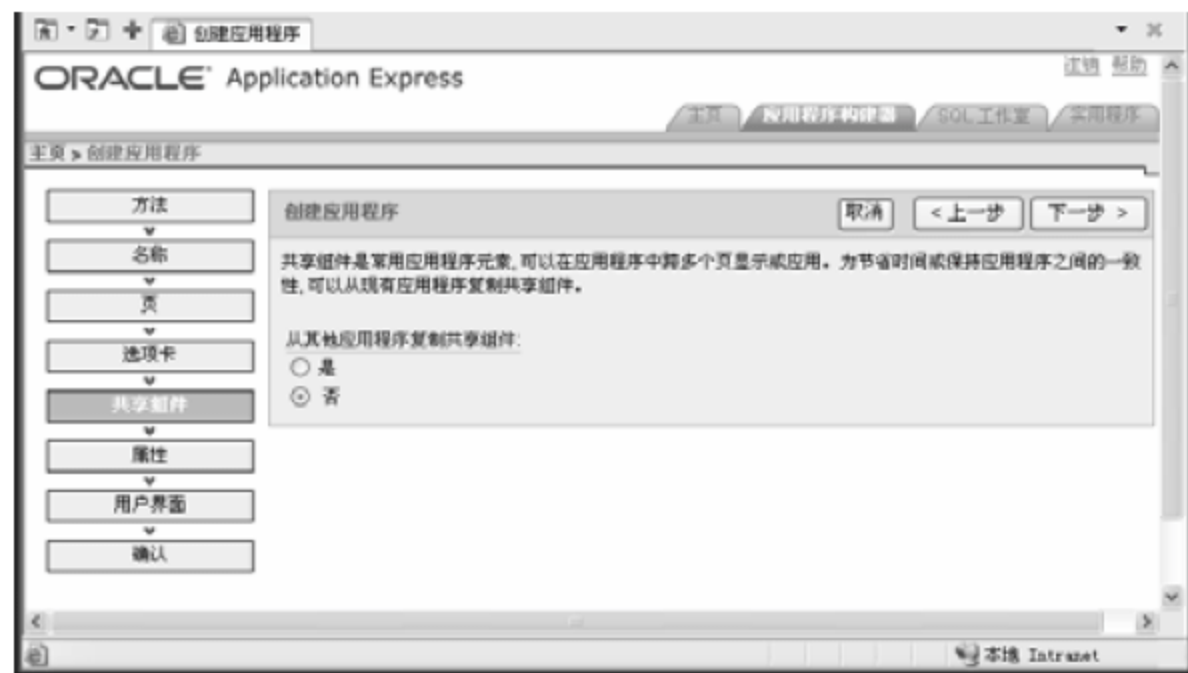 创建应用程序
ORACLE Application Express
注销 帮助
主页 应用程序构建器 SQL 工作室 实用程序
主页 » 创建应用程序
方法
名称
页
选项卡
共享组件
属性
用户界面
确认
创建应用程序
取消 < 上一步 下一步 >
共享组件是常用应用程序元素,可以在应用程序中跨多个页显示或应用。为节省时间或保持应用程序之间的一致
性,可以从现有应用程序复制共享组件。
从其他应用程序复制共享组件:
是
否
本地 Intranet